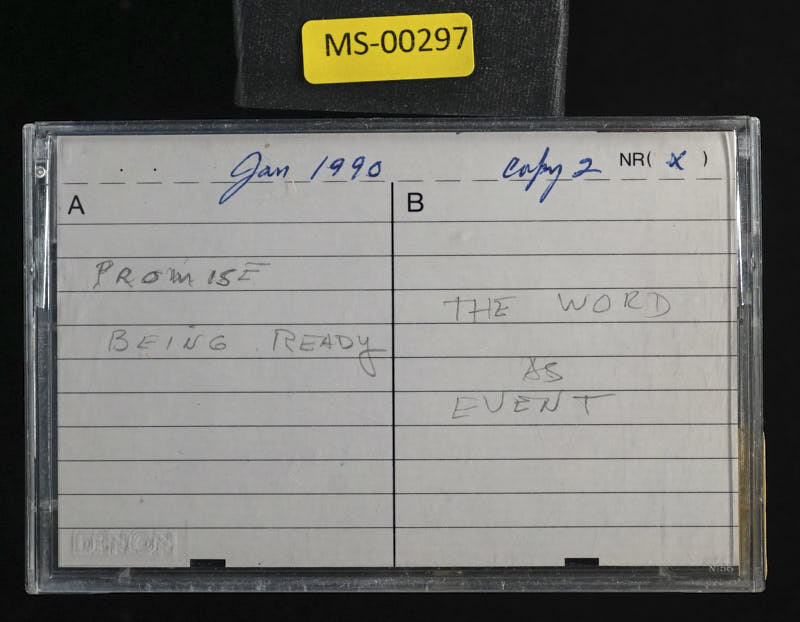 MS-00297
Jan 1990 copy 2 NR( x )
A B
PROMISE
BEING READY
THE WORD
AS
EVENT
DENON